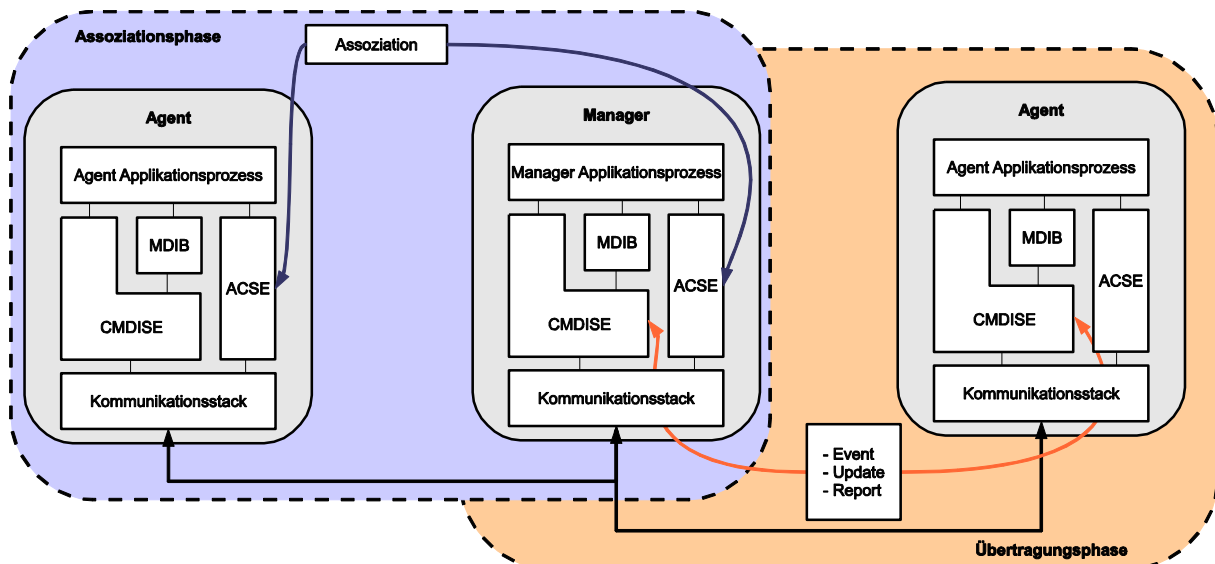 Assoziationsphase
Assoziation
Agent
Agent Applikationsprozess
MDIB
ACSE
CMDISE
Kommunikationsstack
Manager
Manager Applikationsprozess
MDIB
ACSE
CMDISE
Kommunikationsstack
Agent
Agent Applikationsprozess
MDIB
ACSE
CMDISE
Kommunikationsstack
- Event
- Update
- Report
Übertragungsphase